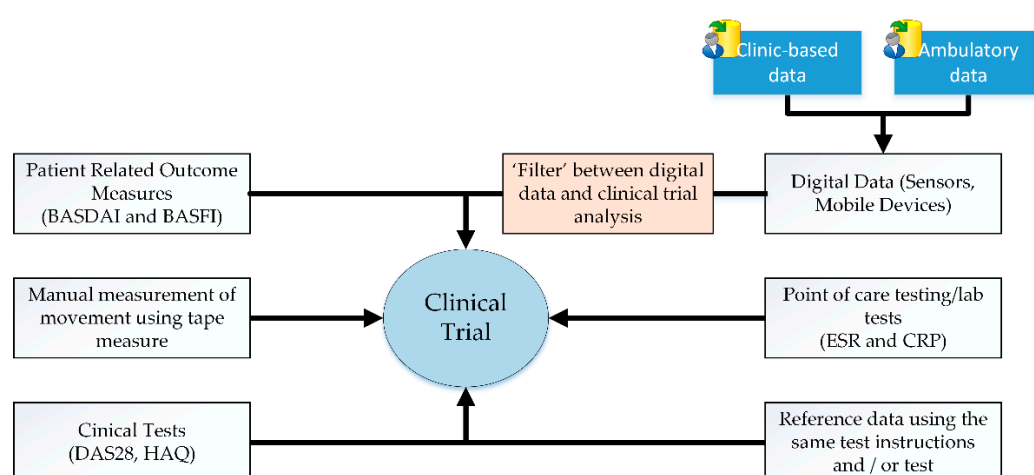 Clinic-based
data
Ambulatory
data
Patient Related Outcome
Measures
(BASDAI and BASFI)
'Filter' between digital
data and clinical trial
analysis
Digital Data (Sensors,
Mobile Devices)
Manual measurement of
movement using tape
measure
Clinical
Trial
Point of care testing/lab
tests
(ESR and CRP)
Cinical Tests
(DAS28, HAQ)
Reference data using the
same test instructions
and / or test